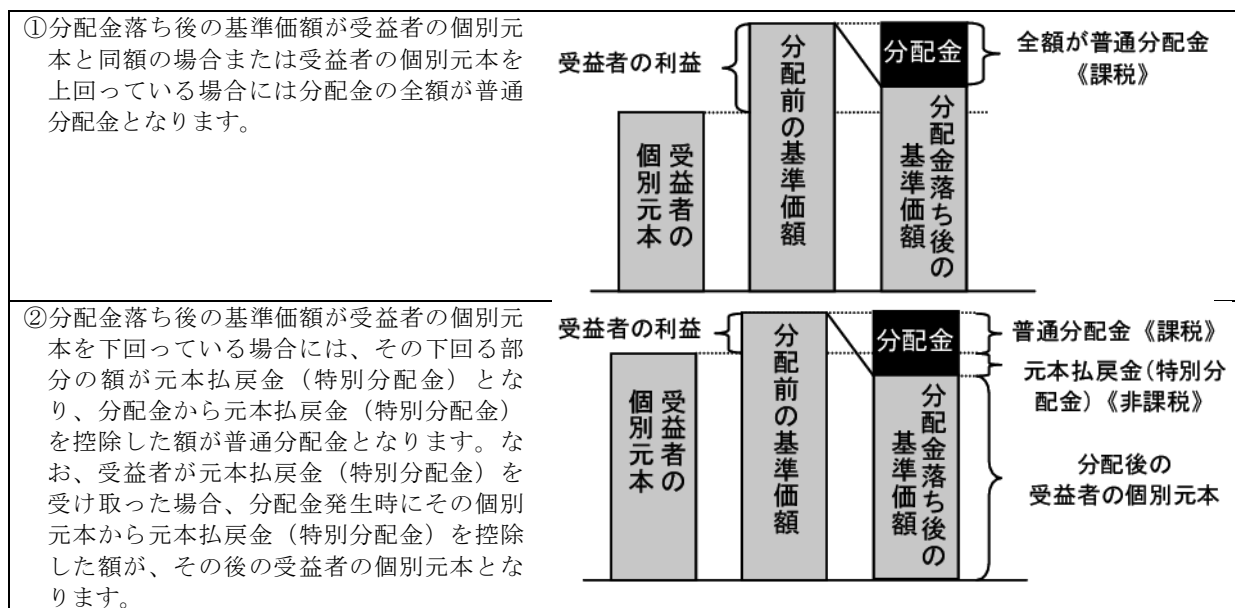 ①分配金落ち後の基準価額が受益者の個別元
本と同額の場合または受益者の個別元本を
上回っている場合には分配金の全額が普通
分配金となります。
受益者の利益
受益者の
個別元本
分配前の基準価額
分配金
分配金落ち後の
基準価額
全額が普通分配金
《課税》
②分配金落ち後の基準価額が受益者の個別元
本を下回っている場合には、その下回る部
分の額が元本払戻金（特別分配金）とな
り、分配金から元本払戻金（特別分配金）
を控除した額が普通分配金となります。な
お、受益者が元本払戻金（特別分配金）を
受け取った場合、分配金発生時にその個別
元本から元本払戻金（特別分配金）を控除
した額が、その後の受益者の個別元本とな
ります。
受益者の利益
受益者の
個別元本
分配前の基準価額
分配金
分配金落ち後の
基準価額
普通分配金《課税》
元本払戻金（特別分
配金）《非課税》
分配後の
受益者の個別元本